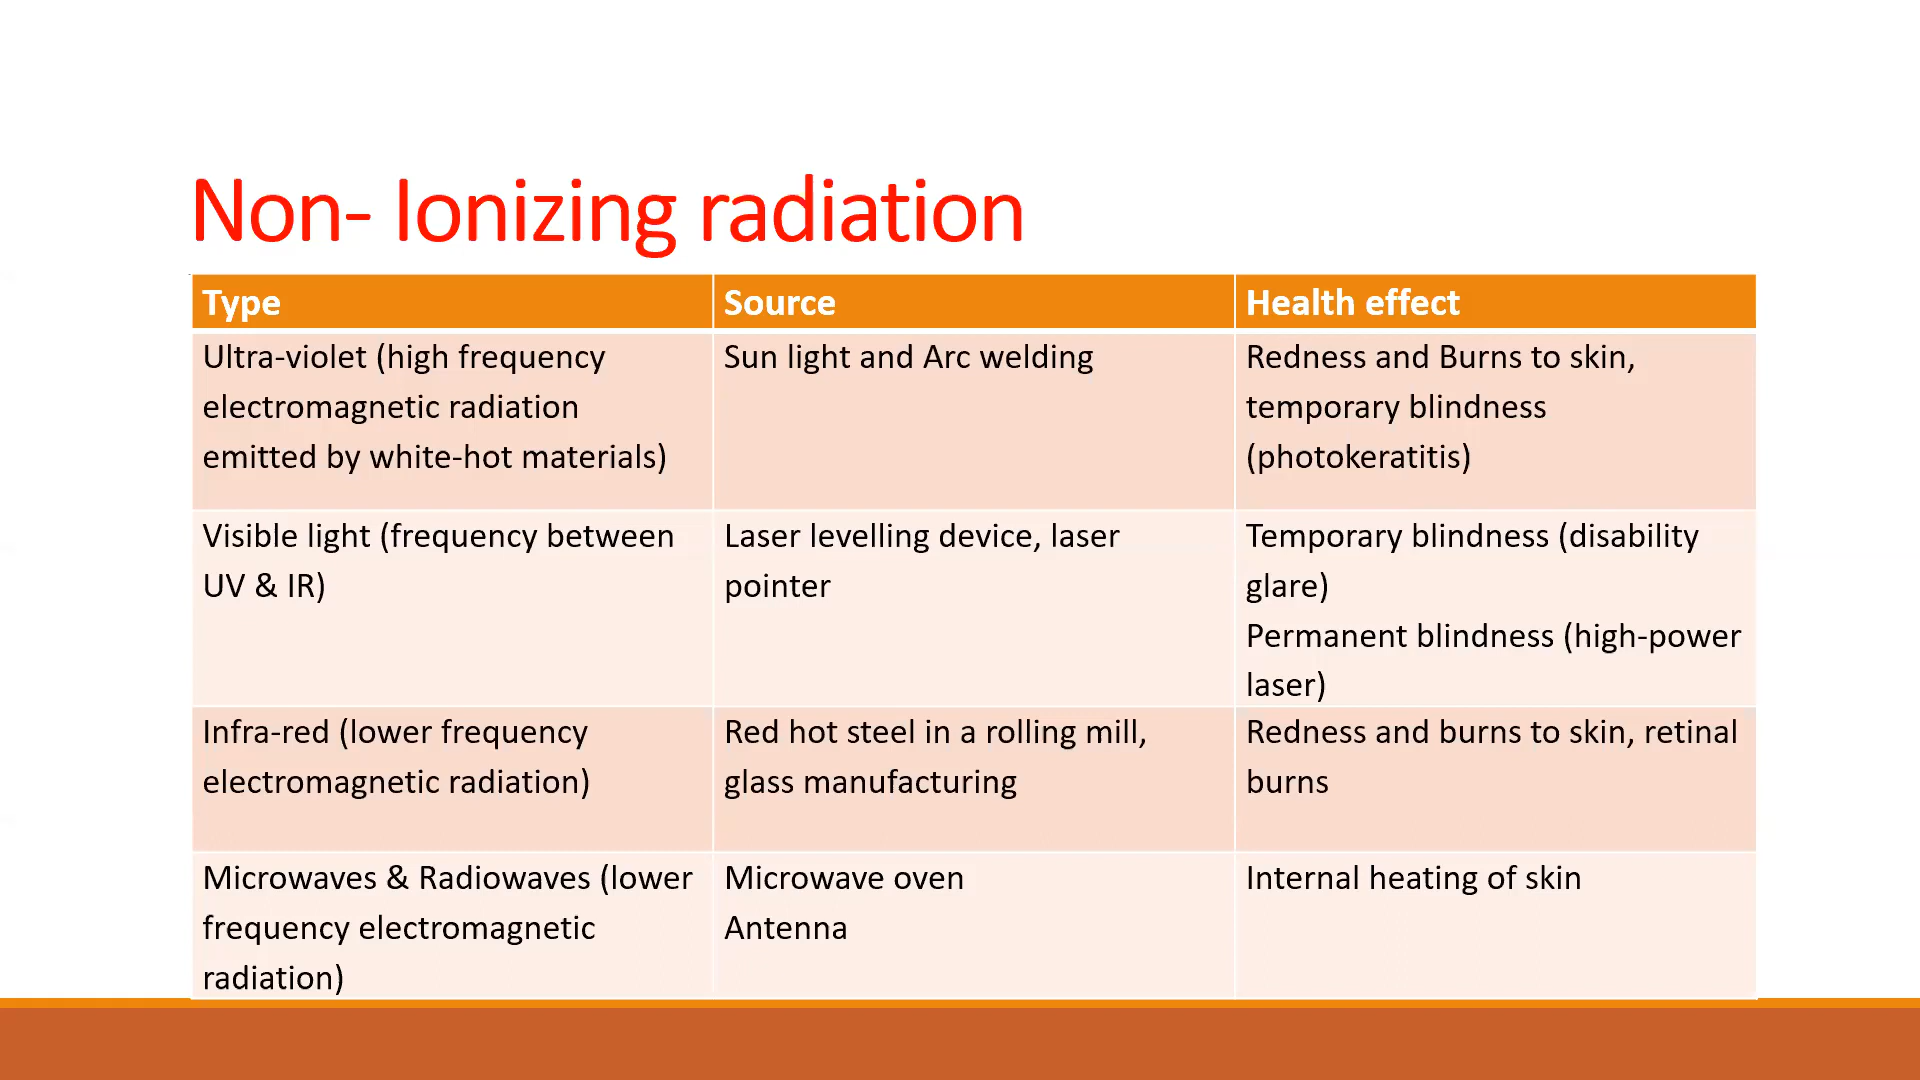 Non- Ionizing radiation
Type
Source
Health effect
Ultra-violet (high frequency
electromagnetic radiation
emitted by white-hot materials)
Sun light and Arc welding
Redness and Burns to skin,
temporary blindness
(photokeratitis)
Visible light (frequency between
UV & IR)
Laser levelling device, laser
pointer
Temporary blindness (disability
glare)
Permanent blindness (high-power
laser)
Infra-red (lower frequency
electromagnetic radiation)
Red hot steel in a rolling mill,
glass manufacturing
Redness and burns to skin, retinal
burns
Microwaves & Radiowaves (lower
frequency electromagnetic
radiation)
Microwave oven
Antenna
Internal heating of skin